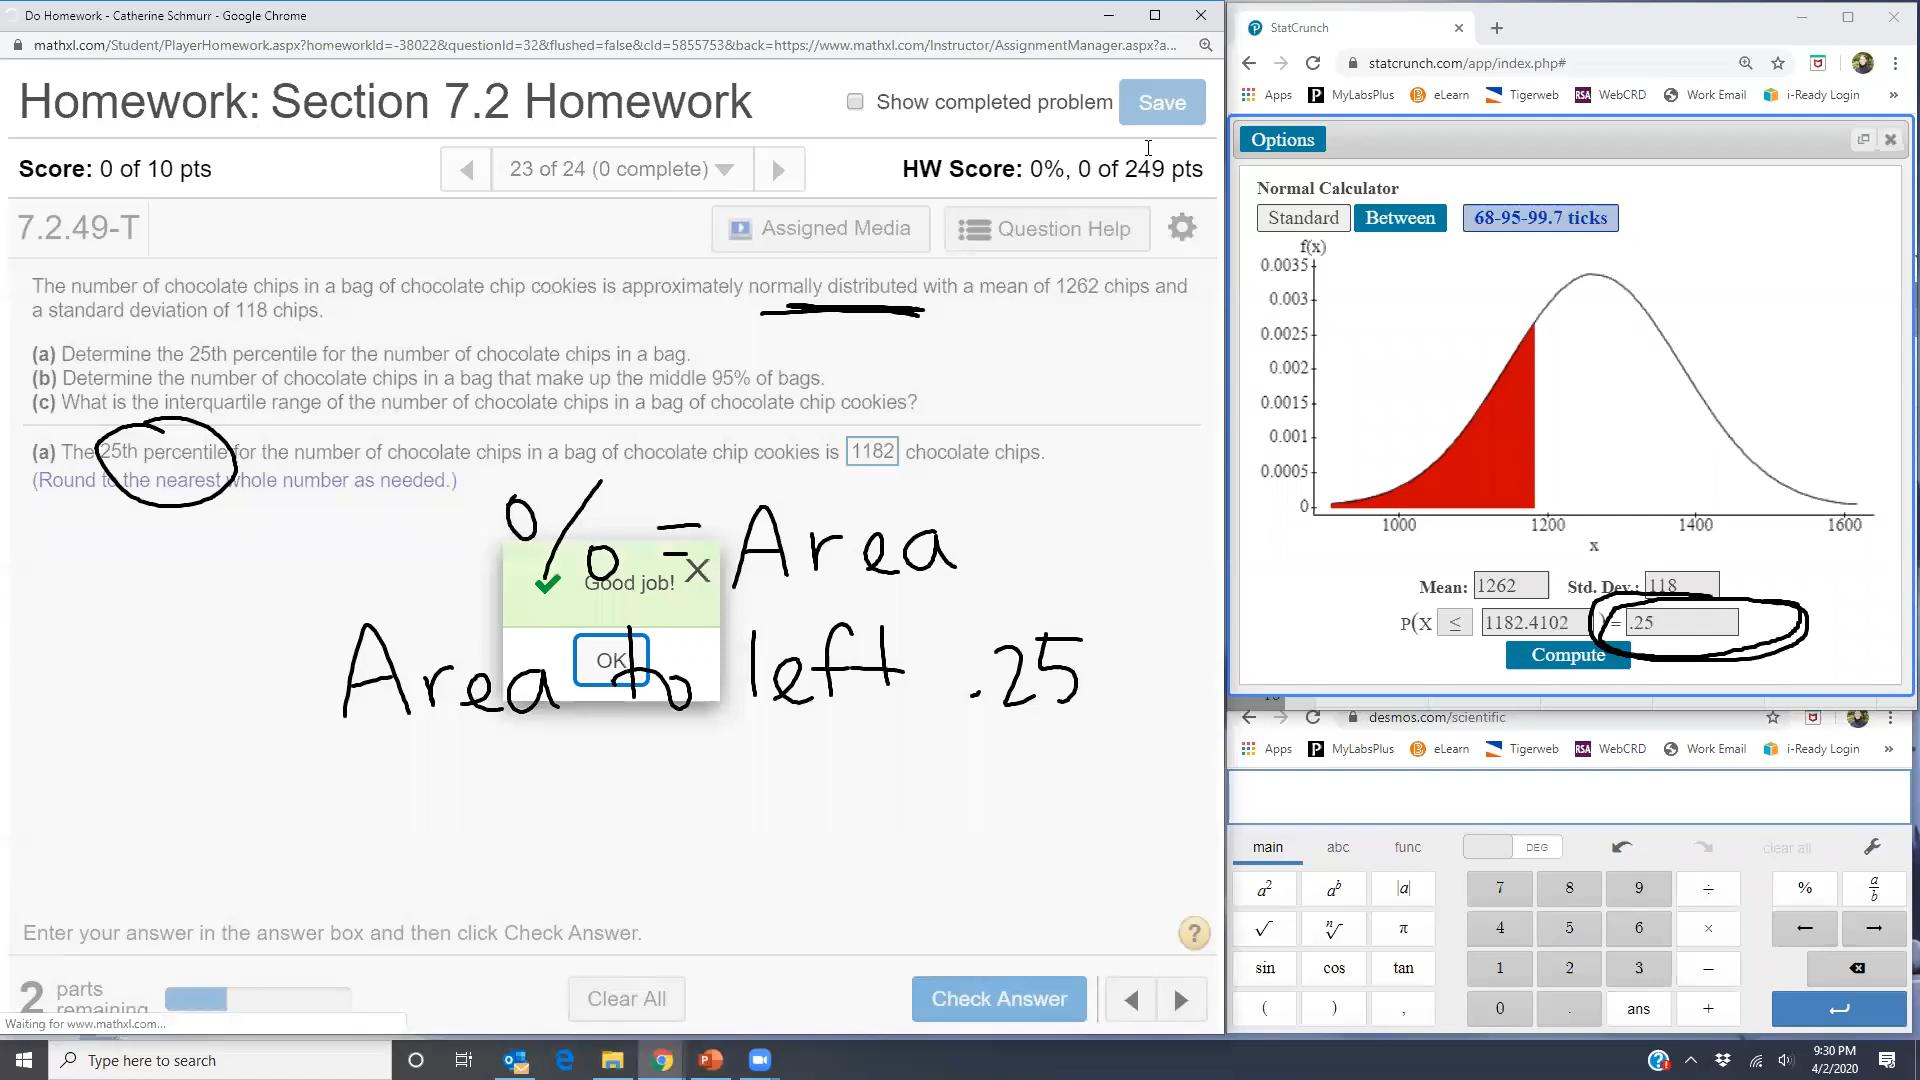 Do Homework - Catherine Schmurr - Google Chrome
mathxl.com/Student/PlayerHomework.aspx?homeworkId=-38022&questionId=32&flushed=false&cId=5855753&back=https://www.mathxl.com/Instructor/AssignmentManager.aspx?a...
Homework: Section 7.2 Homework
Show completed problem
Save
Score: 0 of 10 pts
23 of 24 (0 complete)
HW Score: 0%, 0 of 249 pts
7.2.49-T
Assigned Media
Question Help
The number of chocolate chips in a bag of chocolate chip cookies is approximately normally distributed with a mean of 1262 chips and
a standard deviation of 118 chips.
(a) Determine the 25th percentile for the number of chocolate chips in a bag.
(b) Determine the number of chocolate chips in a bag that make up the middle 95% of bags.
(c) What is the interquartile range of the number of chocolate chips in a bag of chocolate chip cookies?
(a) The 25th percentile for the number of chocolate chips in a bag of chocolate chip cookies is 1182 chocolate chips.
(Round to the nearest whole number as needed.)
% = Area
Good job!
OK
Area to left .25
Enter your answer in the answer box and then click Check Answer.
?
2 parts remaining
Clear All
Check Answer
Waiting for www.mathxl.com...
StatCrunch
statcrunch.com/app/index.php#
Apps MyLabsPlus eLearn Tigerweb WebCRD Work Email i-Ready Login »
Options
Normal Calculator
Standard Between 68-95-99.7 ticks
f(x)
0.0035
0.003
0.0025
0.002
0.0015
0.001
0.0005
0
1000 1200 1400 1600
x
Mean: 1262 Std. Dev.: 118
P(X ≤ 1182.4102 ) = .25
Compute
desmos.com/scientific
Apps MyLabsPlus eLearn Tigerweb WebCRD Work Email i-Ready Login »
main abc func DEG clear all
a² aᵇ |a| 7 8 9 ÷ % a/b
√ ⁿ√ π 4 5 6 × ← →
sin cos tan 1 2 3 −
( ) , 0 . ans +
Type here to search
9:30 PM
4/2/2020